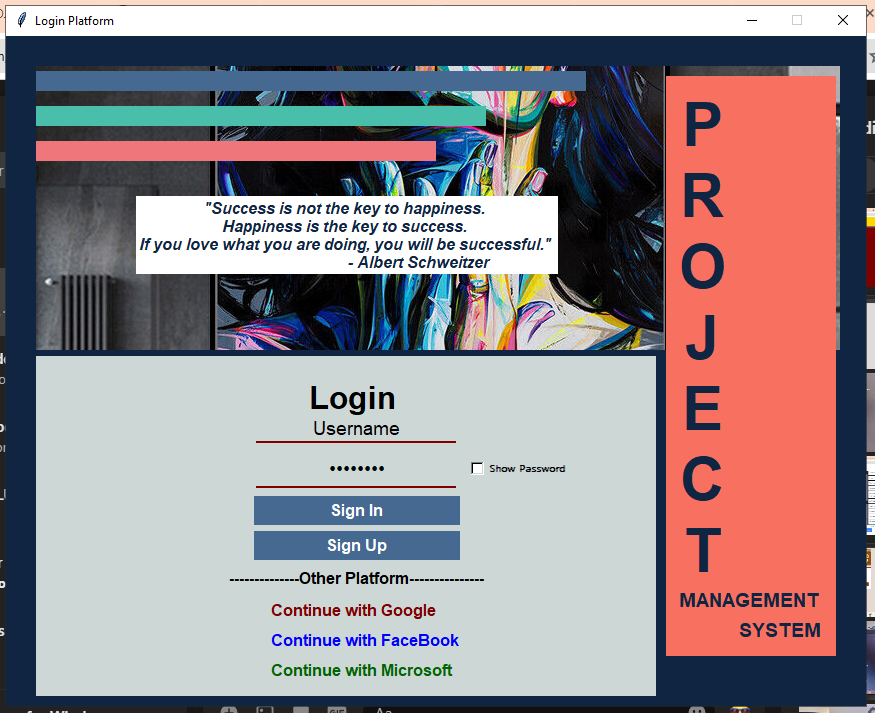 Login Platform
"Success is not the key to happiness.
Happiness is the key to success.
If you love what you are doing, you will be successful."
- Albert Schweitzer
P
R
O
J
E
C
T
MANAGEMENT
SYSTEM
Login
Username
•••••••• Show Password
Sign In
Sign Up
--------------Other Platform---------------
Continue with Google
Continue with FaceBook
Continue with Microsoft